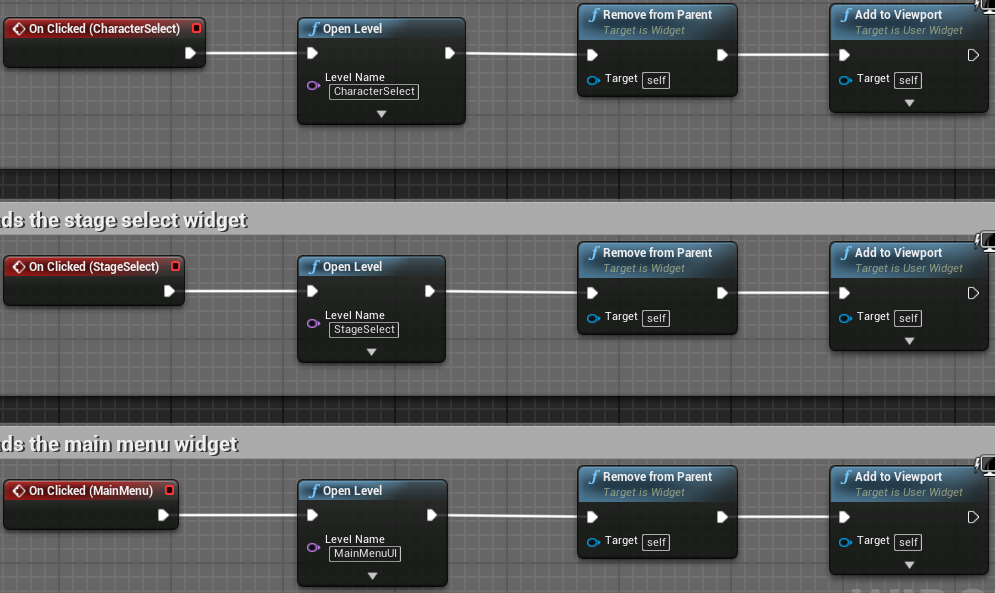 On Clicked (CharacterSelect)
Open Level
Level Name
CharacterSelect
Remove from Parent
Target is Widget
Target self
Add to Viewport
Target is User Widget
Target self
the stage select widget
On Clicked (StageSelect)
Open Level
Level Name
StageSelect
Remove from Parent
Target is Widget
Target self
Add to Viewport
Target is User Widget
Target self
the main menu widget
On Clicked (MainMenu)
Open Level
Level Name
MainMenuUI
Remove from Parent
Target is Widget
Target self
Add to Viewport
Target is User Widget
Target self